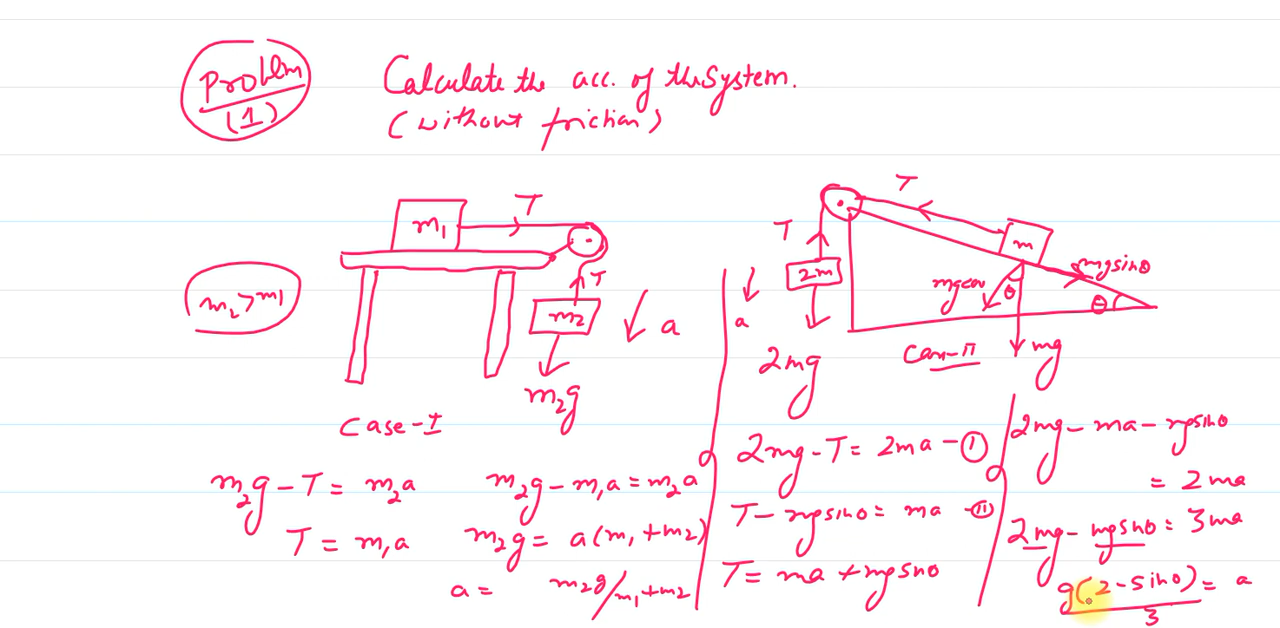 Problem
(1)
Calculate the acc. of the system.
(without friction)
m₂ > m₁
m₁
T
T
m₂
a
m₂g
Case-I
m₂g - T = m₂a
T = m₁a
m₂g - m₁a = m₂a
m₂g = a(m₁+m₂)
a = m₂g/m₁+m₂
T
T
m
2m
a
2mg
mgsinθ
mgcos
θ
θ
mg
Case-II
2mg - T = 2ma - (I)
T - mgsinθ = ma - (II)
T = ma + mgsinθ
2mg - ma - mgsinθ
= 2ma
2mg - mgsinθ = 3ma
g(2-sinθ) = a
3